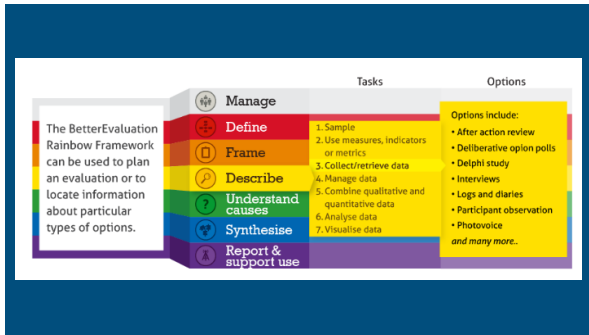 Tasks
Options
The BetterEvaluation
Rainbow Framework
can be used to plan
an evaluation or to
locate information
about particular
types of options.
Manage
Define
Frame
Describe
Understand
causes
Synthesise
Report &
support use
1. Sample
2. Use measures, indicators
or metrics
3. Collect/retrieve data
4. Manage data
5. Combine qualitative and
quantitative data
6. Analyse data
7. Visualise data
Options include:
• After action review
• Deliberative opion polls
• Delphi study
• Interviews
• Logs and diaries
• Participant observation
• Photovoice
and many more..